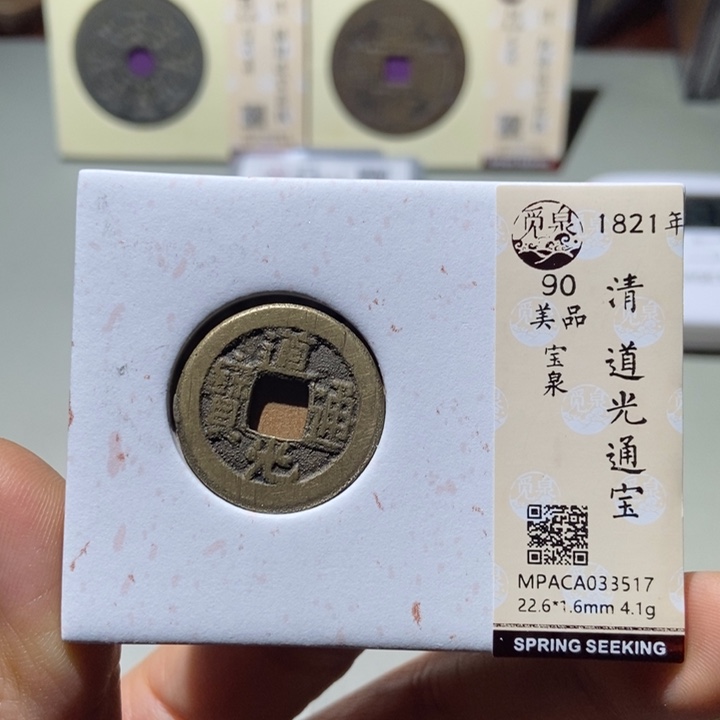 觅泉
1821年
90
美品
宝泉
清道光通宝
MPACA033517
22.6*1.6mm 4.1g
SPRING SEEKING
道光通寶